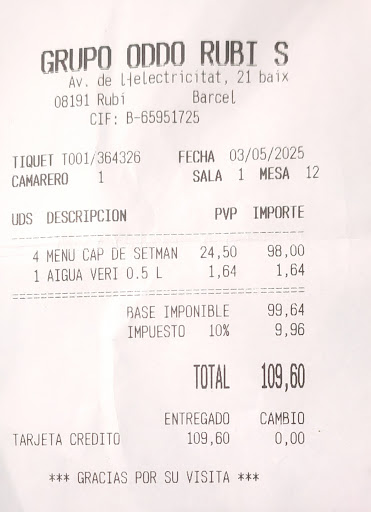 GRUPO ODDO RUBI S
Av. de l·lelectricitat, 21 baix
08191 Rubí Barcel
CIF: B-65951725
TIQUET T001/364326 FECHA 03/05/2025
CAMARERO 1 SALA 1 MESA 12
UDS DESCRIPCION PVP IMPORTE
4 MENU CAP DE SETMAN 24,50 98,00
1 AIGUA VERI 0.5 L 1,64 1,64
BASE IMPONIBLE 99,64
IMPUESTO 10% 9,96
TOTAL 109,60
ENTREGADO CAMBIO
TARJETA CREDITO 109,60 0,00
*** GRACIAS POR SU VISITA ***